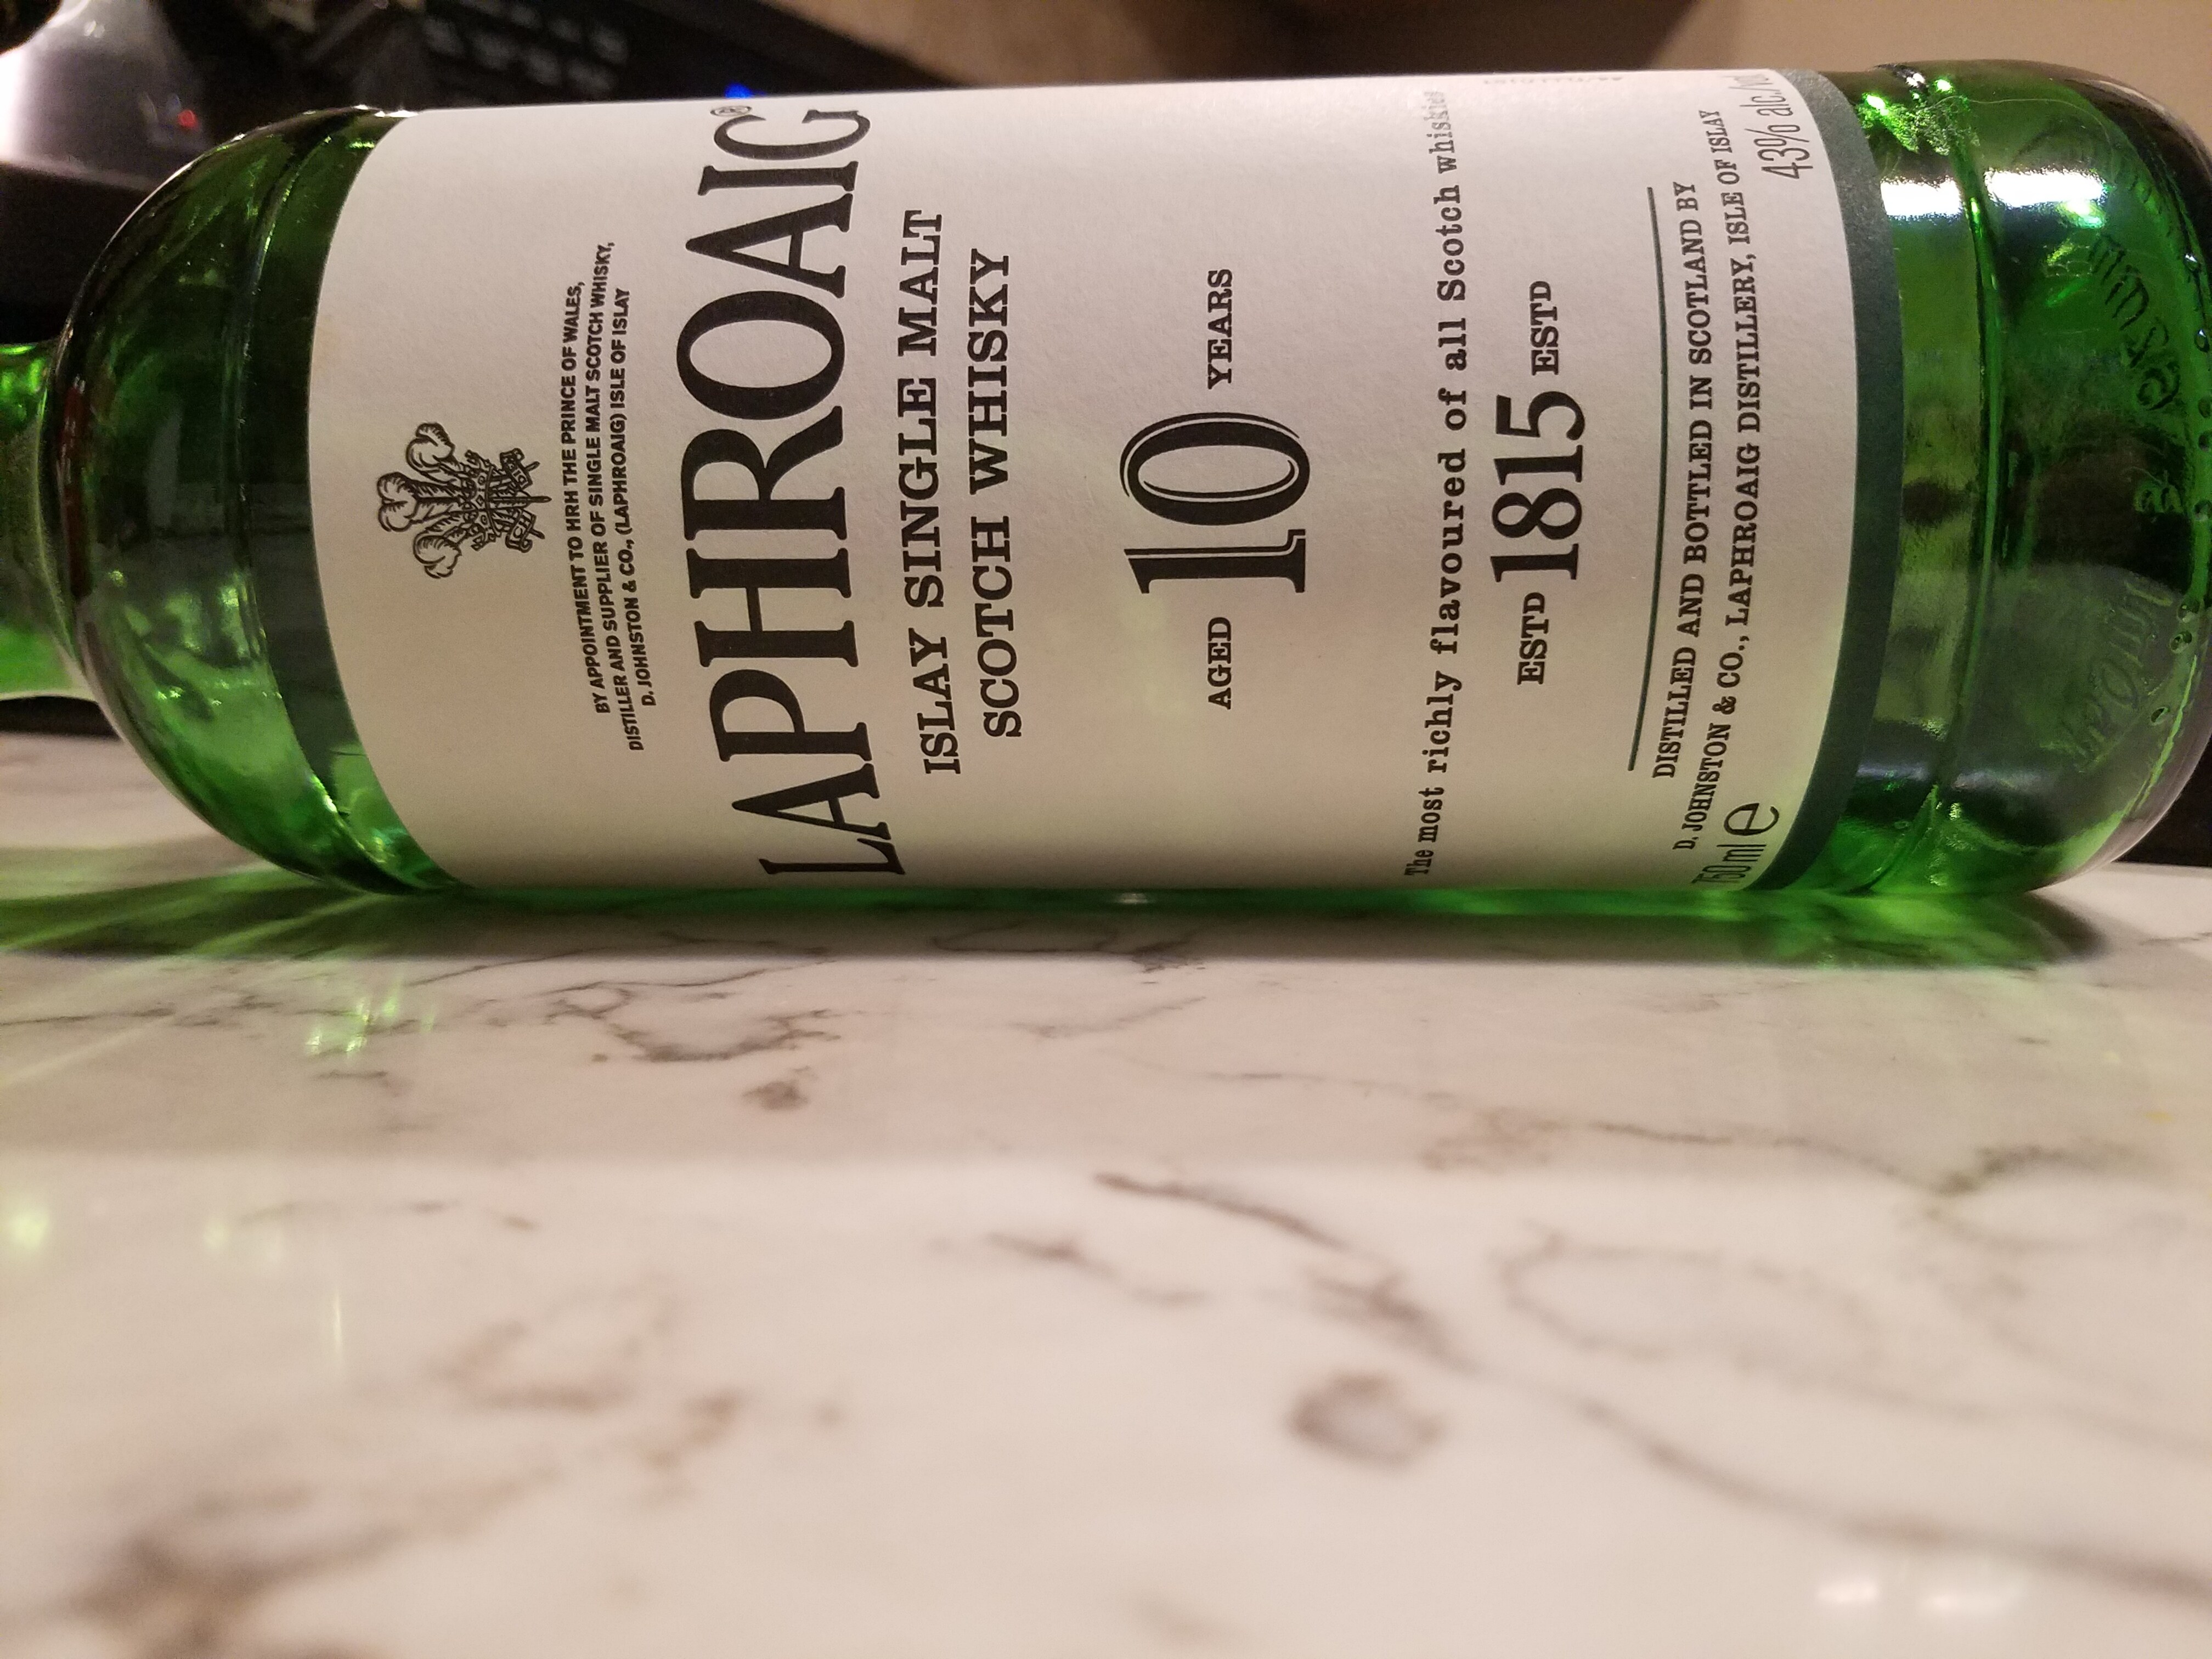 BY APPOINTMENT TO HRH THE PRINCE OF WALES,
DISTILLER AND SUPPLIER OF SINGLE MALT SCOTCH WHISKY,
D. JOHNSTON & CO., (LAPHROAIG) ISLE OF ISLAY
LAPHROAIG®
ISLAY SINGLE MALT
SCOTCH WHISKY
AGED 10 YEARS
The most richly flavoured of all Scotch whiskies
ESTD 1815 ESTD
DISTILLED AND BOTTLED IN SCOTLAND BY
D. JOHNSTON & CO., LAPHROAIG DISTILLERY, ISLE OF ISLAY
750 ml e 43% alc./vol